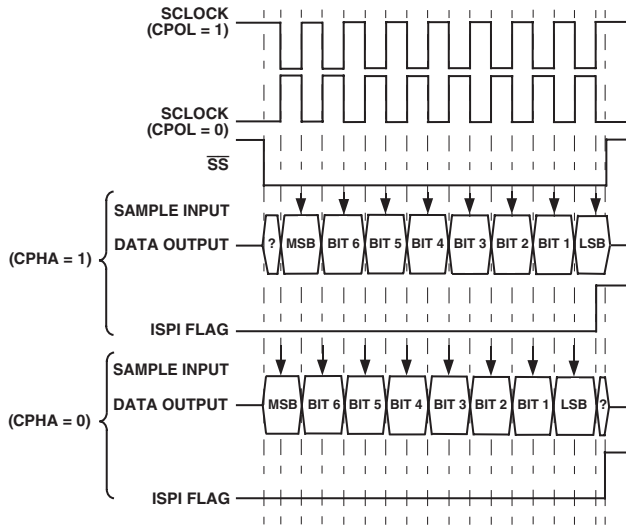 SCLOCK
(CPOL = 1)
SCLOCK
(CPOL = 0)
SS
SAMPLE INPUT
DATA OUTPUT
? MSB BIT 6 BIT 5 BIT 4 BIT 3 BIT 2 BIT 1 LSB
(CPHA = 1)
ISPI FLAG
SAMPLE INPUT
DATA OUTPUT
MSB BIT 6 BIT 5 BIT 4 BIT 3 BIT 2 BIT 1 LSB ?
(CPHA = 0)
ISPI FLAG